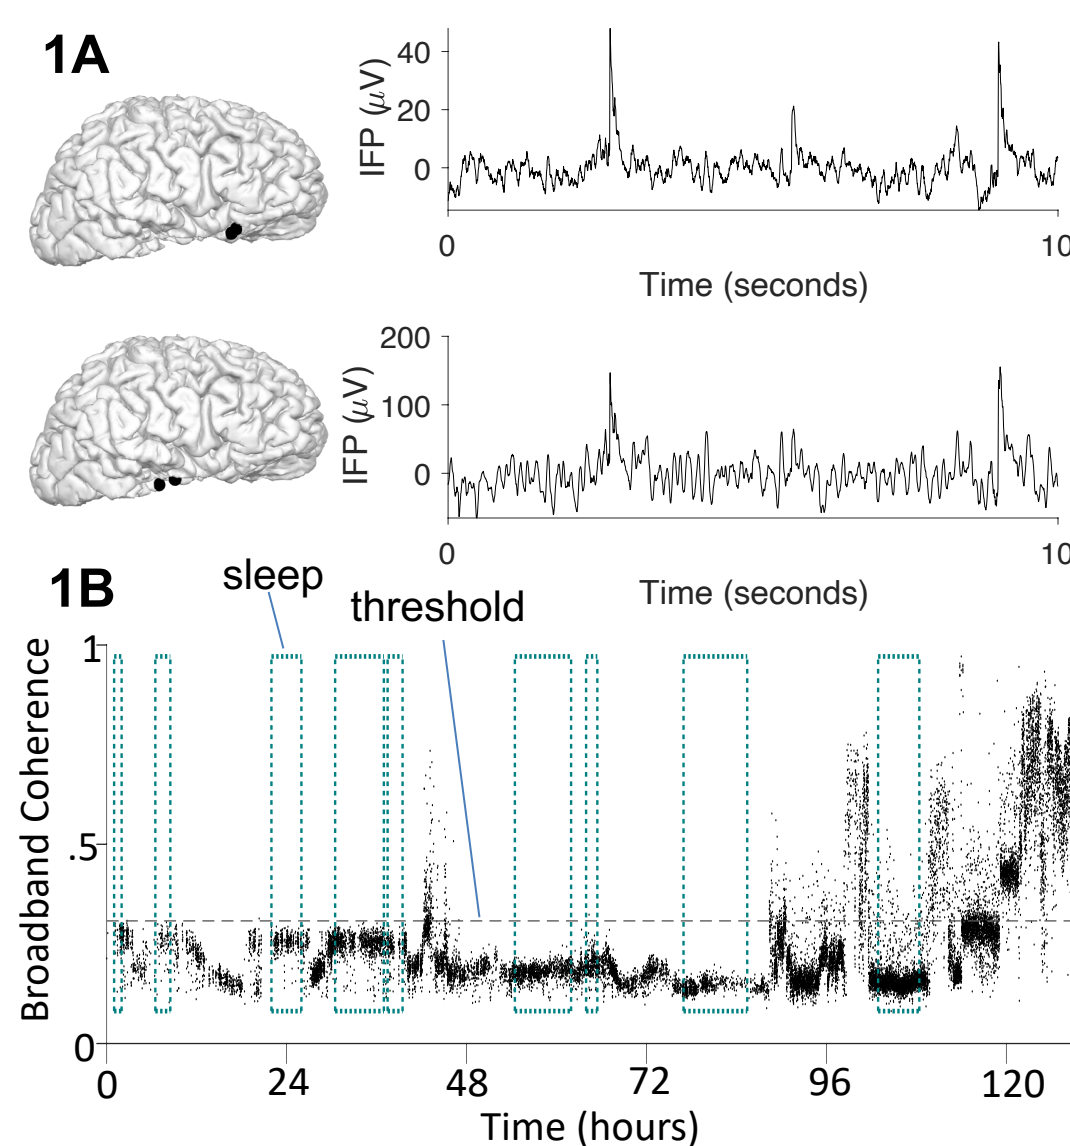 1A
IFP (µV)
40
20
0
0
10
Time (seconds)
IFP (µV)
200
100
0
0
10
Time (seconds)
1B
sleep
threshold
Broadband Coherence
1
.5
0
0 24 48 72 96 120
Time (hours)